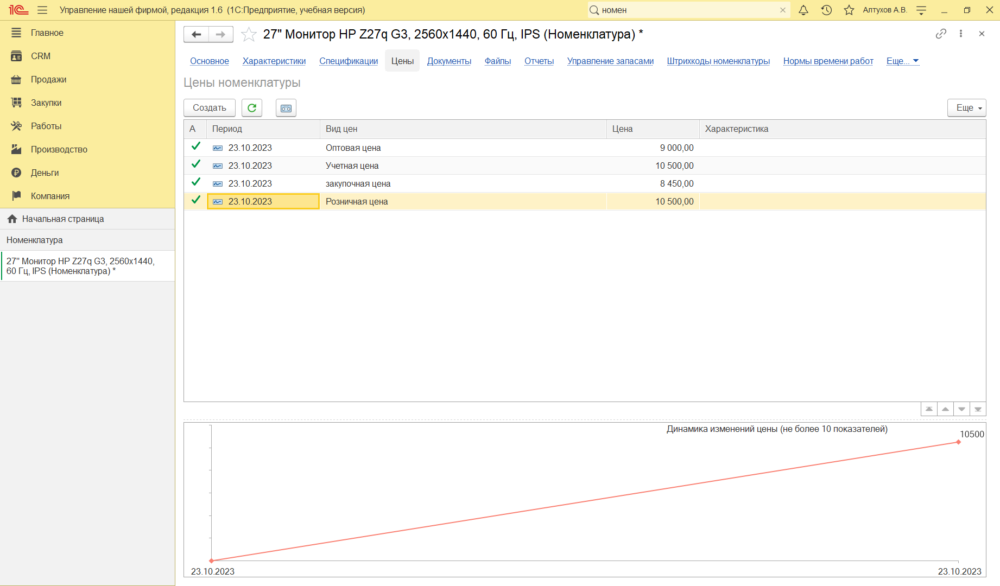 1С Управление нашей фирмой, редакция 1.6 (1С:Предприятие, учебная версия) номен Алтухов А.В.
Главное
CRM
Продажи
Закупки
Работы
Производство
Деньги
Компания
Начальная страница
Номенклатура
27" Монитор HP Z27q G3, 2560x1440,
60 Гц, IPS (Номенклатура) *
27" Монитор HP Z27q G3, 2560x1440, 60 Гц, IPS (Номенклатура) *
Основное Характеристики Спецификации Цены Документы Файлы Отчеты Управление запасами Штрихкоды номенклатуры Нормы времени работ Еще...
Цены номенклатуры
Создать Еще
А Период Вид цен Цена Характеристика
23.10.2023 Оптовая цена 9 000,00
23.10.2023 Учетная цена 10 500,00
23.10.2023 закупочная цена 8 450,00
23.10.2023 Розничная цена 10 500,00
Динамика изменений цены (не более 10 показателей)
10500
23.10.2023 23.10.2023